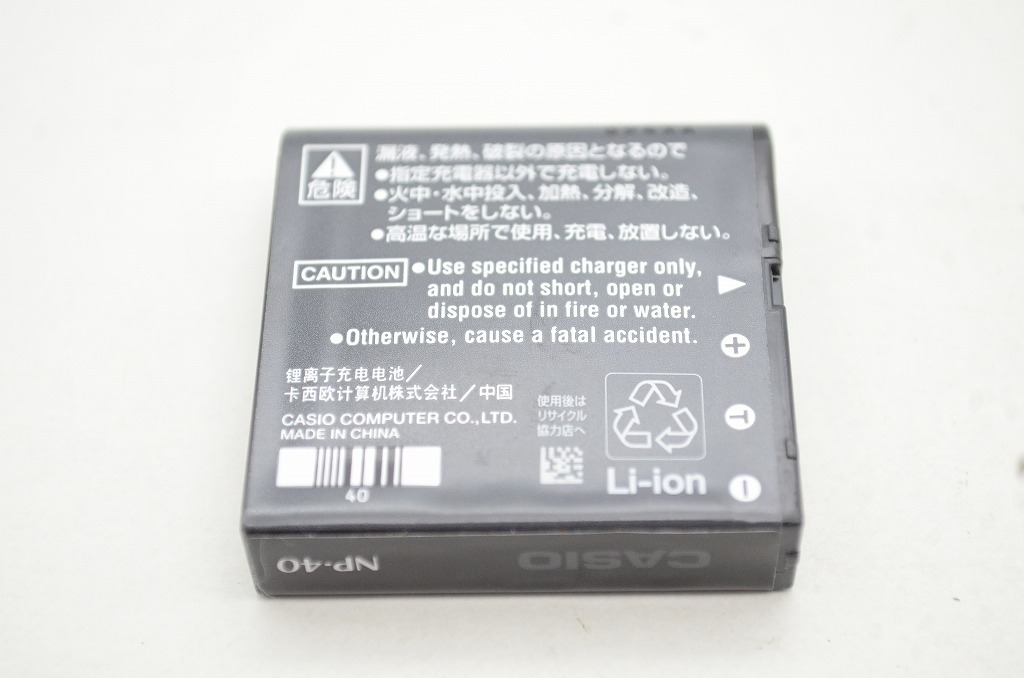 危険
漏液、発熱、破裂の原因となるので
●指定充電器以外で充電しない。
●火中・水中投入、加熱、分解、改造、
ショートをしない。
●高温な場所で使用、充電、放置しない。
CAUTION
●Use specified charger only,
and do not short, open or
dispose of in fire or water.
●Otherwise, cause a fatal accident.
锂离子充电电池/
卡西欧计算机株式会社/中国
CASIO COMPUTER CO.,LTD.
MADE IN CHINA
40
使用後は
リサイクル
協力店へ
Li-ion
+
T
-
NP-40
CASIO